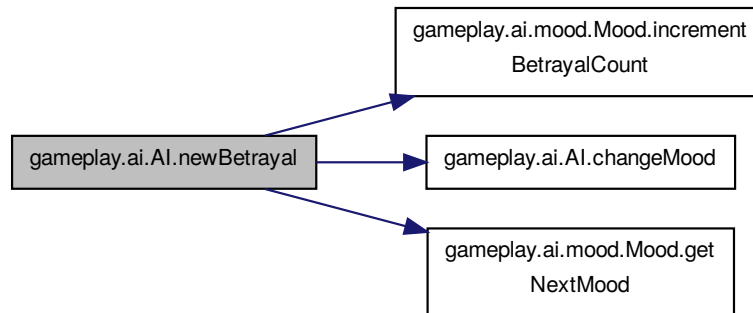 gameplay.ai.mood.Mood.increment
BetrayalCount
gameplay.ai.AI.newBetrayal
gameplay.ai.AI.changeMood
gameplay.ai.mood.Mood.get
NextMood